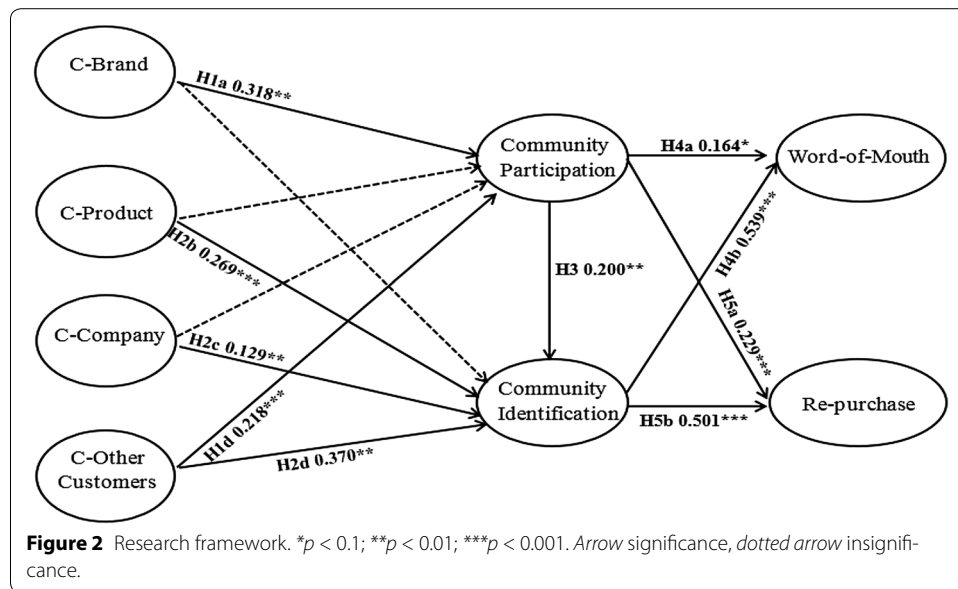 C-Brand
H1a 0.318**
Community
Participation
H4a 0.164*
Word-of-Mouth
C-Product
H2b 0.269***
H3 0.200**
H4b 0.539***
H5a 0.229***
C-Company
H2c 0.129**
Community
Identification
H5b 0.501***
Re-purchase
C-Other
Customers
H1d 0.218***
H2d 0.370**
Figure 2 Research framework. *p < 0.1; **p < 0.01; ***p < 0.001. Arrow significance, dotted arrow insignifi-
cance.